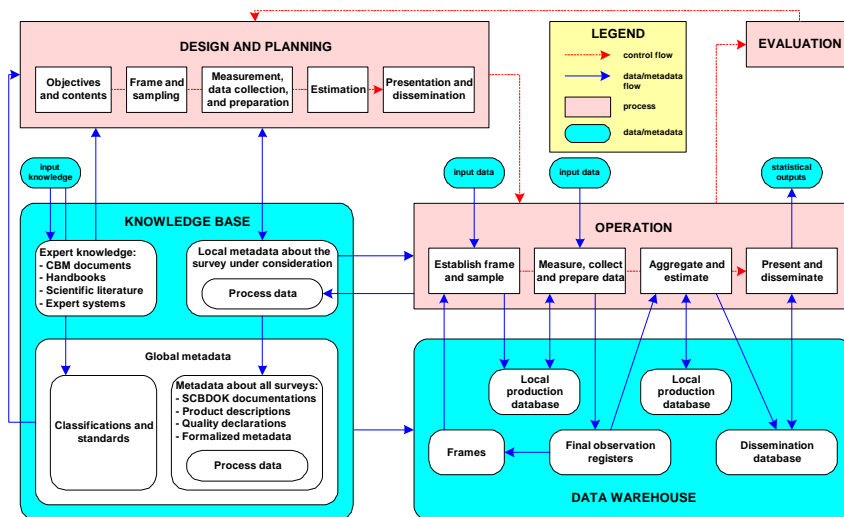 DESIGN AND PLANNING
Objectives
and contents
Frame and
sampling
Measurement,
data collection,
and preparation
Estimation
Presentation and
dissemination
LEGEND
control flow
data/metadata
flow
process
data/metadata
EVALUATION
input
knowledge
input data
input data
statistical
outputs
KNOWLEDGE BASE
Expert knowledge:
- CBM documents
- Handbooks
- Scientific literature
- Expert systems
Local metadata about the
survey under consideration
Process data
Global metadata
Classifications and
standards
Metadata about all surveys:
- SCBDOK documentations
- Product descriptions
- Quality declarations
- Formalized metadata
Process data
OPERATION
Establish frame
and sample
Measure, collect
and prepare data
Aggregate and
estimate
Present and
disseminate
Local
production
database
Local
production
database
Frames
Final observation
registers
Dissemination
database
DATA WAREHOUSE